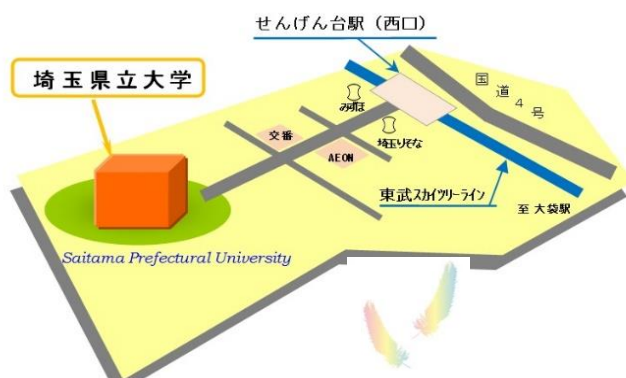 せんげん台駅（西口）
埼玉県立大学
国道4号
みずほ
交番
埼玉りそな
AEON
東武スカイツリーライン
至 大袋駅
Saitama Prefectural University